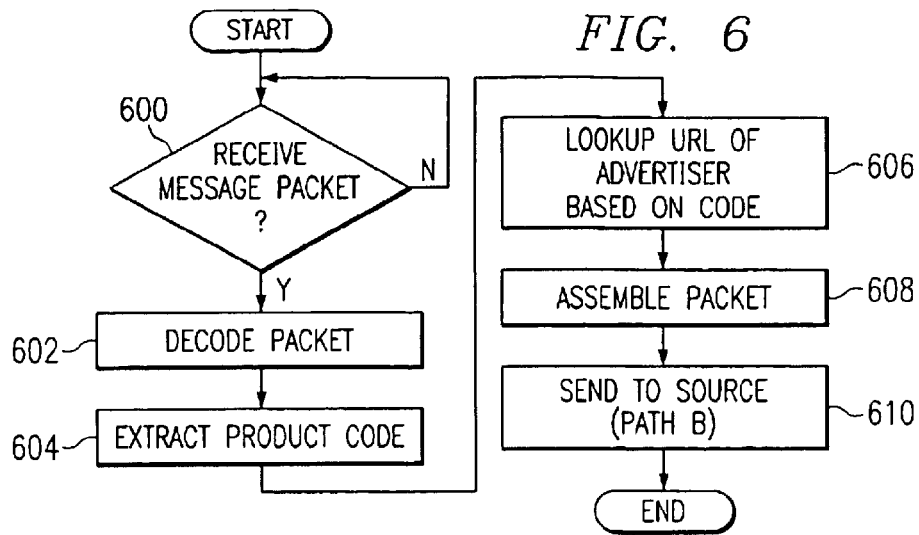 START
FIG. 6
600
RECEIVE
MESSAGE PACKET
?
N
Y
602
DECODE PACKET
604
EXTRACT PRODUCT CODE
LOOKUP URL OF
ADVERTISER
BASED ON CODE
606
ASSEMBLE PACKET
608
SEND TO SOURCE
(PATH B)
610
END